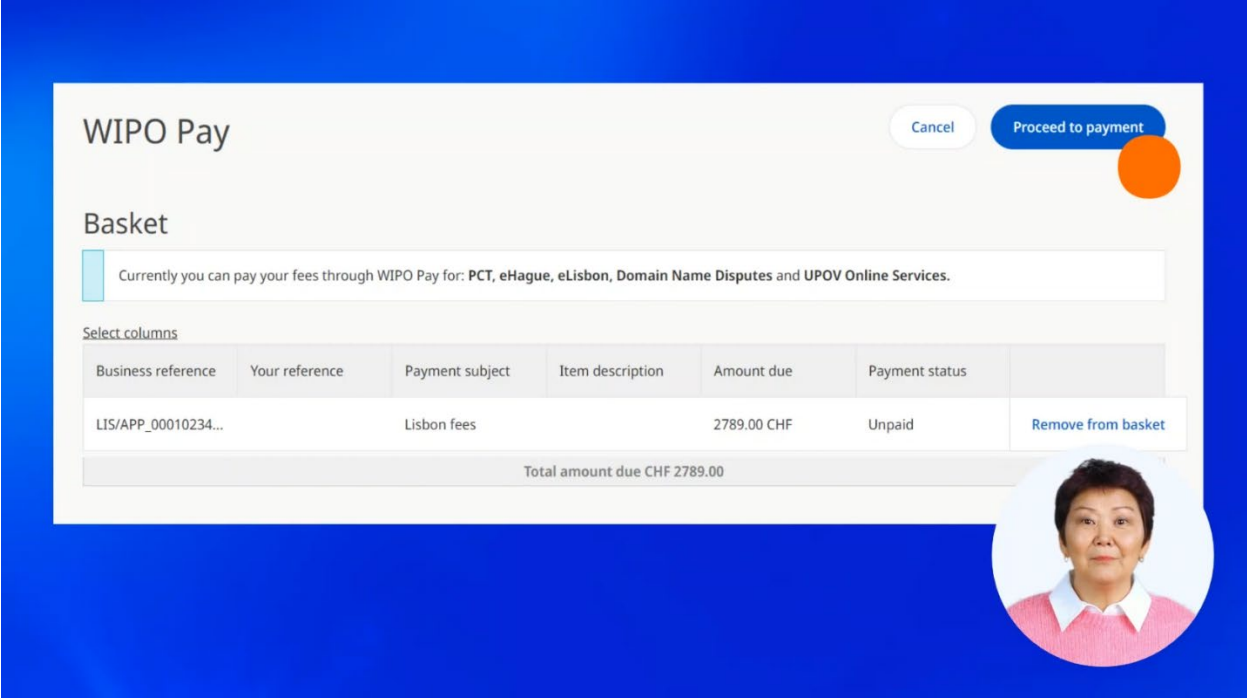 WIPO Pay
Cancel
Proceed to payment
Basket
Currently you can pay your fees through WIPO Pay for: PCT, eHague, eLisbon, Domain Name Disputes and UPOV Online Services.
Select columns
Business reference Your reference Payment subject Item description Amount due Payment status
LIS/APP_00010234... Lisbon fees 2789.00 CHF Unpaid Remove from basket
Total amount due CHF 2789.00